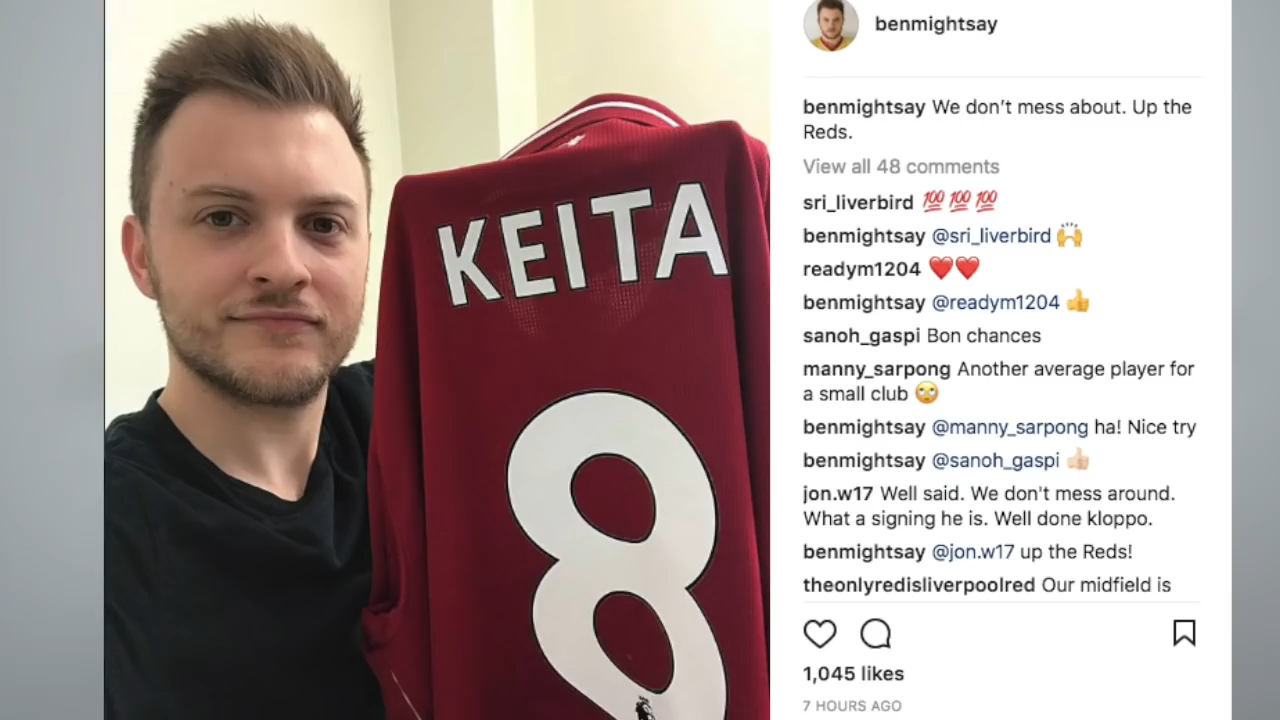 KEITA
8
benmightsay
benmightsay We don't mess about. Up the
Reds.
View all 48 comments
sri_liverbird 💯 💯 💯
benmightsay @sri_liverbird 🙌
readym1204 ❤️❤️
benmightsay @readym1204 👍
sanoh_gaspi Bon chances
manny_sarpong Another average player for
a small club 🙄
benmightsay @manny_sarpong ha! Nice try
benmightsay @sanoh_gaspi 👍🏻
jon.w17 Well said. We don't mess around.
What a signing he is. Well done kloppo.
benmightsay @jon.w17 up the Reds!
theonlyredisliverpoolred Our midfield is
1,045 likes
7 HOURS AGO